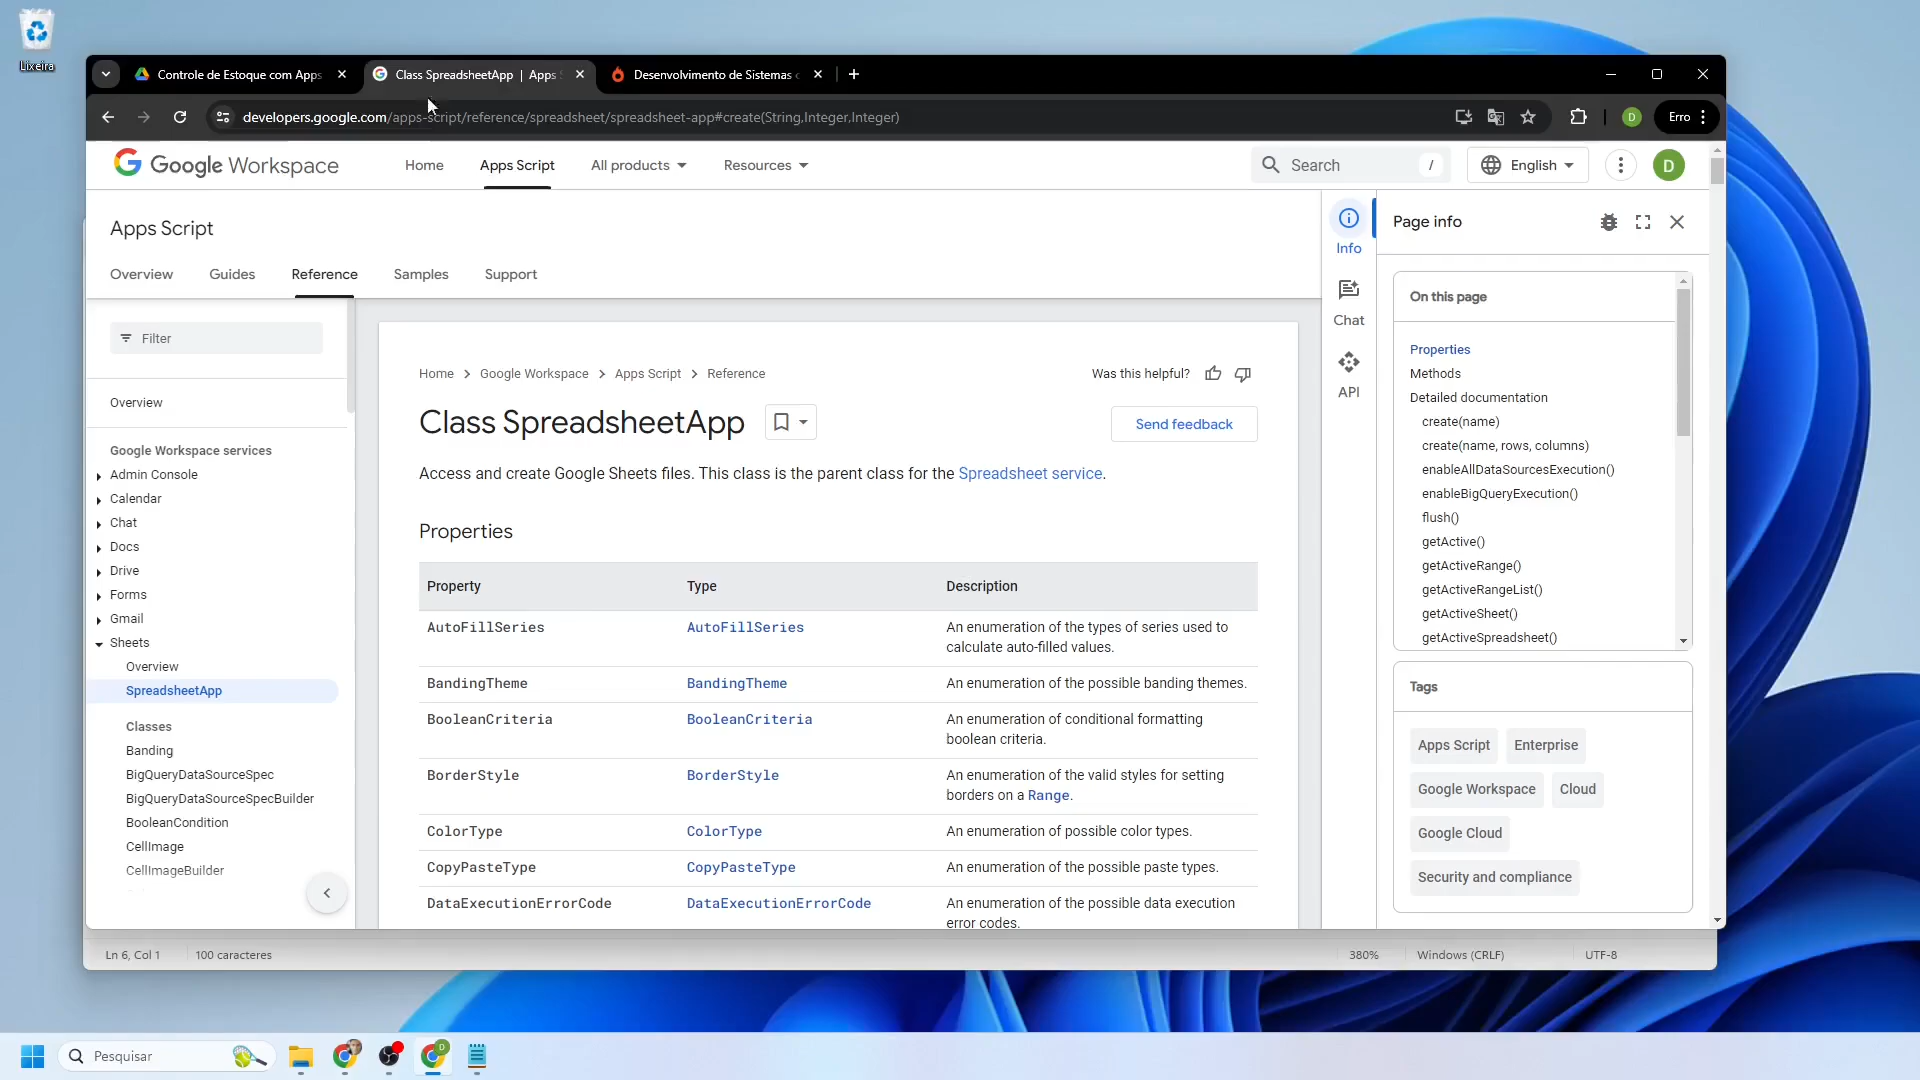 Lixeira
Controle de Estoque com Apps
Class SpreadsheetApp | Apps S
Desenvolvimento de Sistemas
developers.google.com/apps-script/reference/spreadsheet/spreadsheet-app#create(String,Integer,Integer)
D
Erro
Google Workspace
Home
Apps Script
All products
Resources
Search
/
English
D
Apps Script
Overview
Guides
Reference
Samples
Support
Filter
Overview
Google Workspace services
Admin Console
Calendar
Chat
Docs
Drive
Forms
Gmail
Sheets
Overview
SpreadsheetApp
Classes
Banding
BigQueryDataSourceSpec
BigQueryDataSourceSpecBuilder
BooleanCondition
CellImage
CellImageBuilder
Home > Google Workspace > Apps Script > Reference
Was this helpful?
Class SpreadsheetApp
Send feedback
Access and create Google Sheets files. This class is the parent class for the Spreadsheet service.
Properties
Property Type Description
AutoFillSeries AutoFillSeries An enumeration of the types of series used to
calculate auto-filled values.
BandingTheme BandingTheme An enumeration of the possible banding themes.
BooleanCriteria BooleanCriteria An enumeration of conditional formatting
boolean criteria.
BorderStyle BorderStyle An enumeration of the valid styles for setting
borders on a Range.
ColorType ColorType An enumeration of possible color types.
CopyPasteType CopyPasteType An enumeration of the possible paste types.
DataExecutionErrorCode DataExecutionErrorCode An enumeration of the possible data execution
error codes.
Info
Chat
API
Page info
On this page
Properties
Methods
Detailed documentation
create(name)
create(name, rows, columns)
enableAllDataSourcesExecution()
enableBigQueryExecution()
flush()
getActive()
getActiveRange()
getActiveRangeList()
getActiveSheet()
getActiveSpreadsheet()
Tags
Apps Script
Enterprise
Google Workspace
Cloud
Google Cloud
Security and compliance
Ln 6, Col 1
100 caracteres
380%
Windows (CRLF)
UTF-8
Pesquisar
D